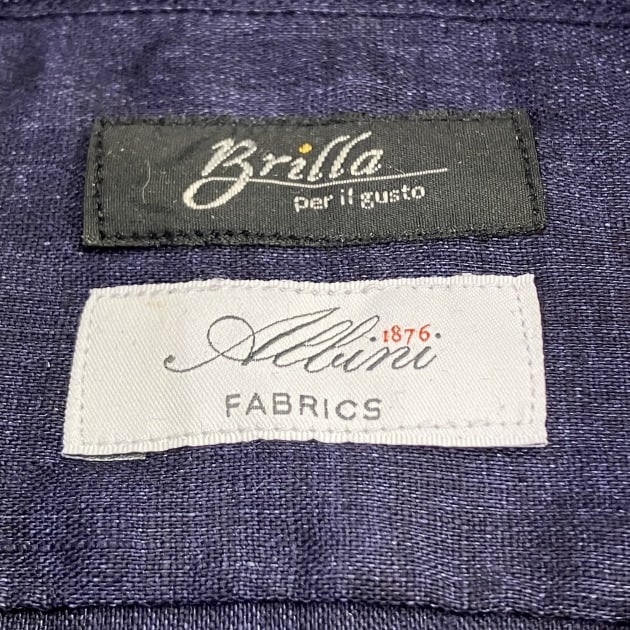 Brilla
per il gusto
1876
Albini
FABRICS